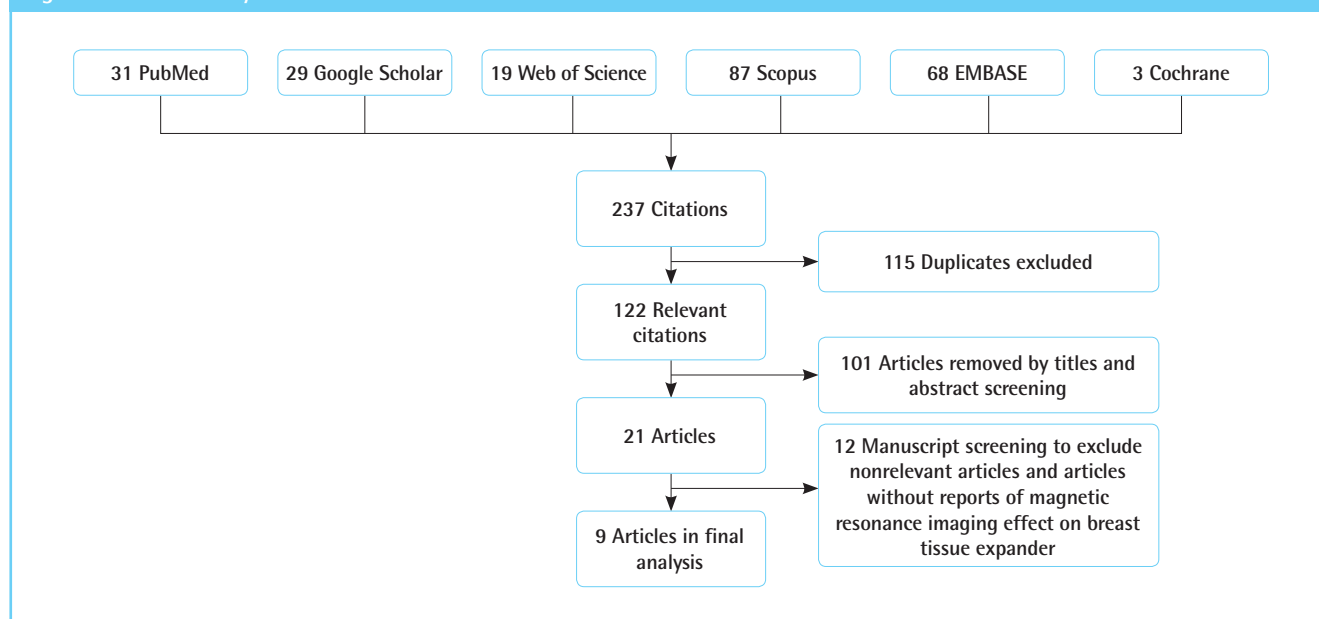 31 PubMed
29 Google Scholar
19 Web of Science
87 Scopus
68 EMBASE
3 Cochrane
237 Citations
115 Duplicates excluded
122 Relevant
citations
101 Articles removed by titles and
abstract screening
21 Articles
12 Manuscript screening to exclude
nonrelevant articles and articles
without reports of magnetic
resonance imaging effect on breast
tissue expander
9 Articles in final
analysis